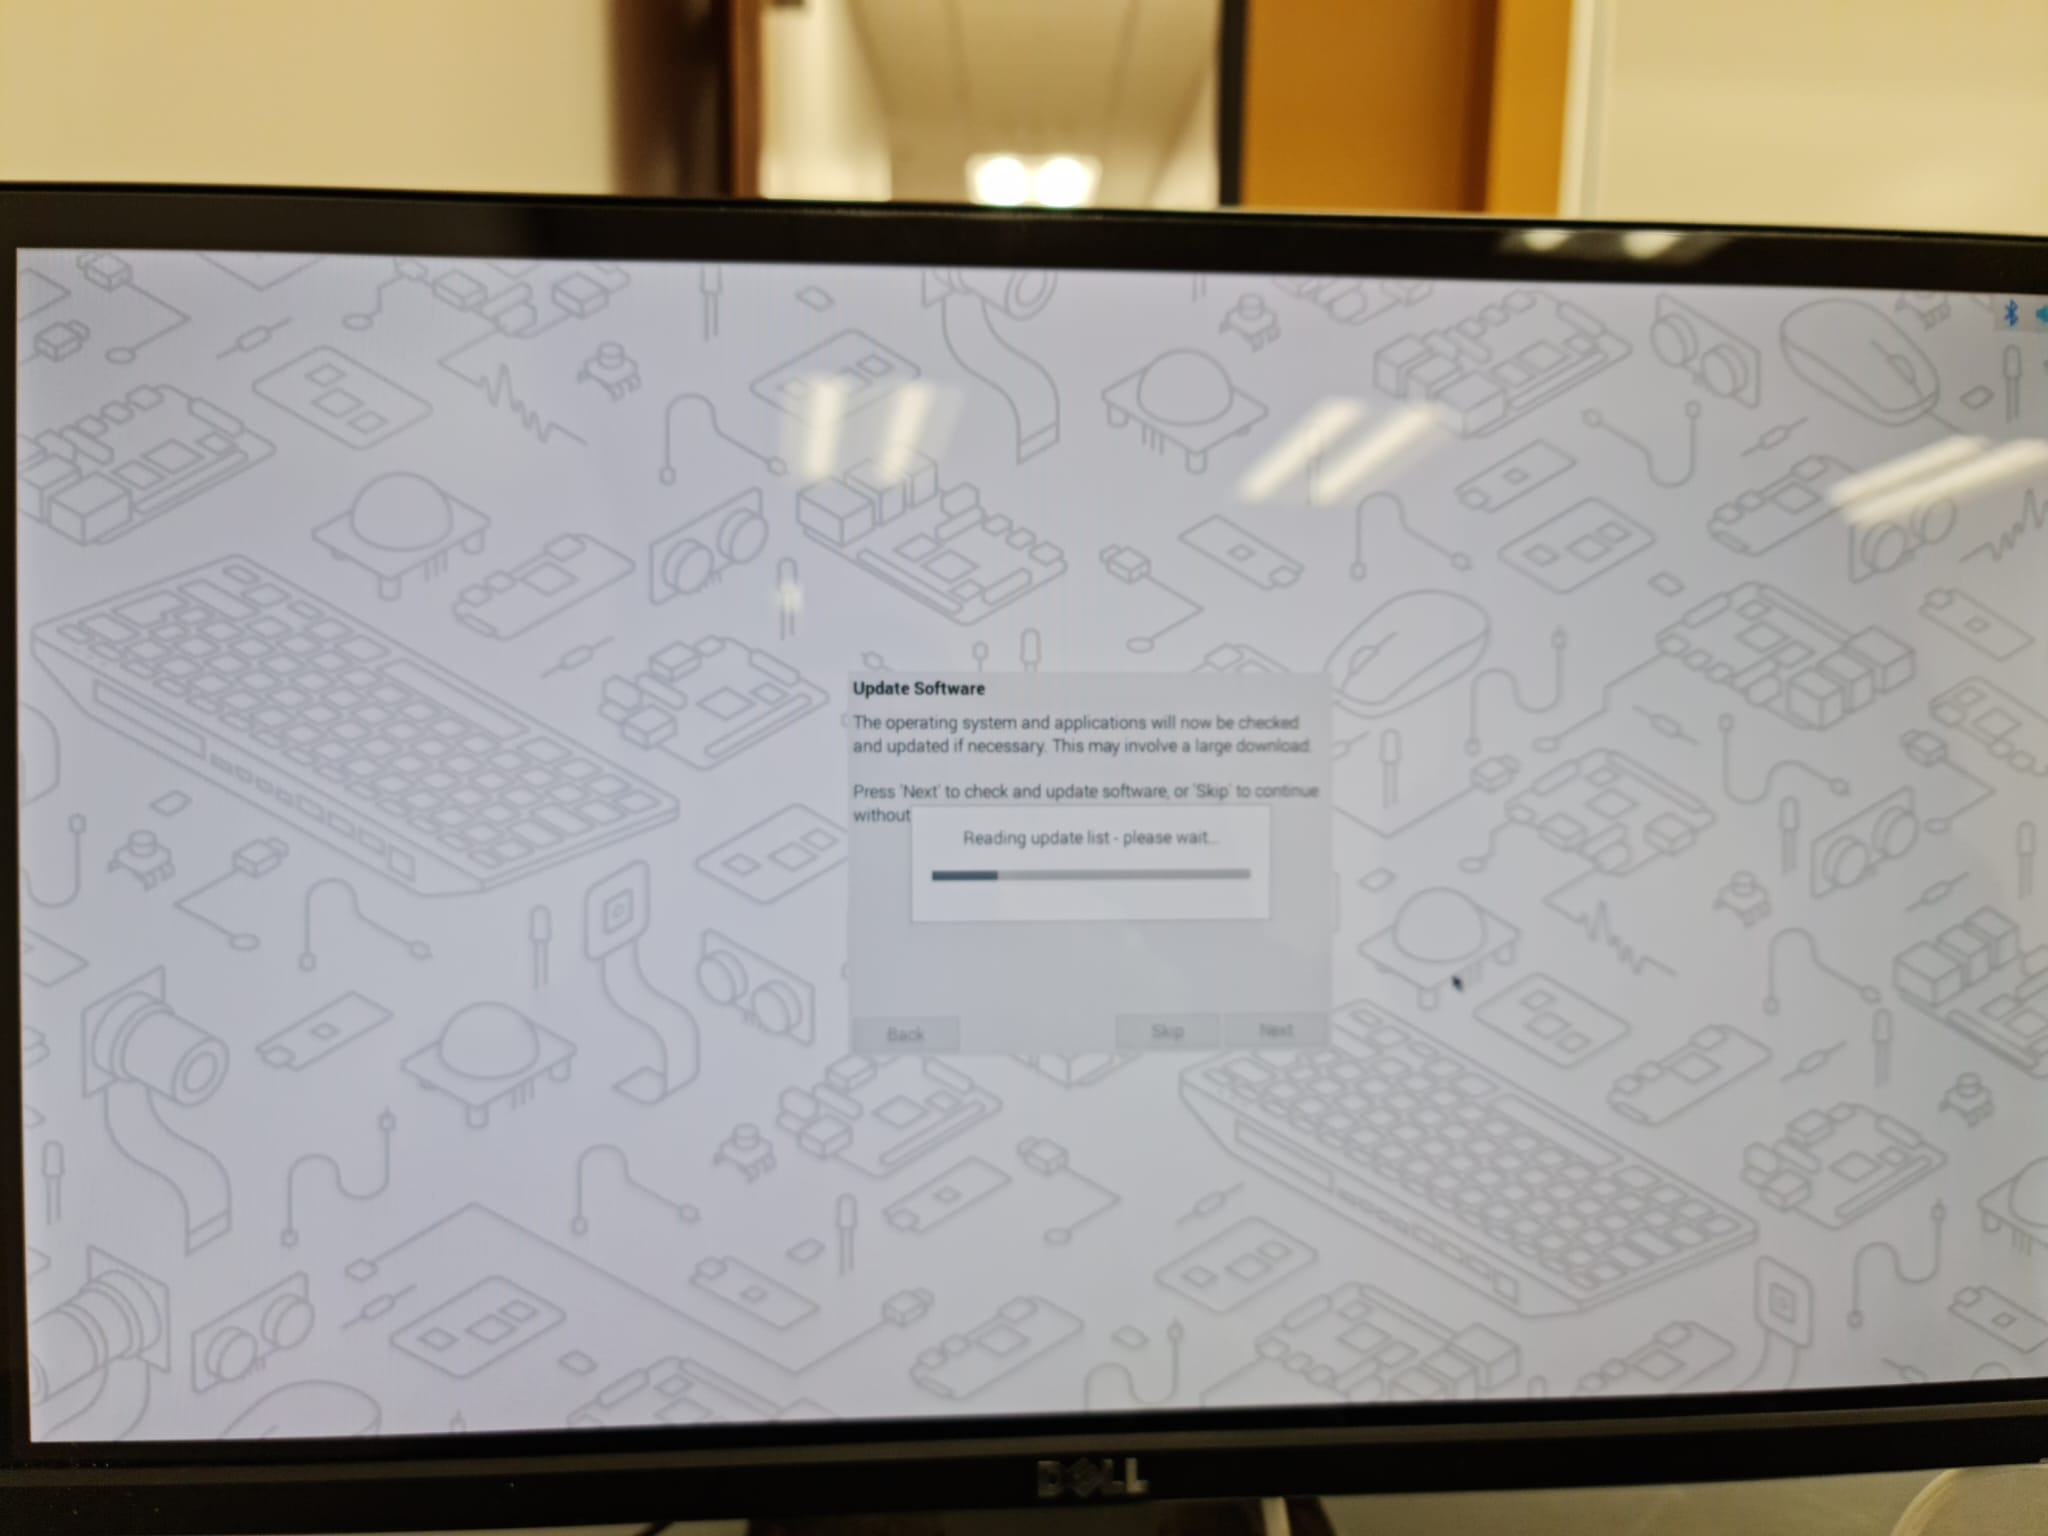 Update Software
The operating system and applications will now be checked
and updated if necessary. This may involve a large download.
Press 'Next' to check and update software, or 'Skip' to continue
without
Reading update list - please wait...
Back
Skip
Next
DELL